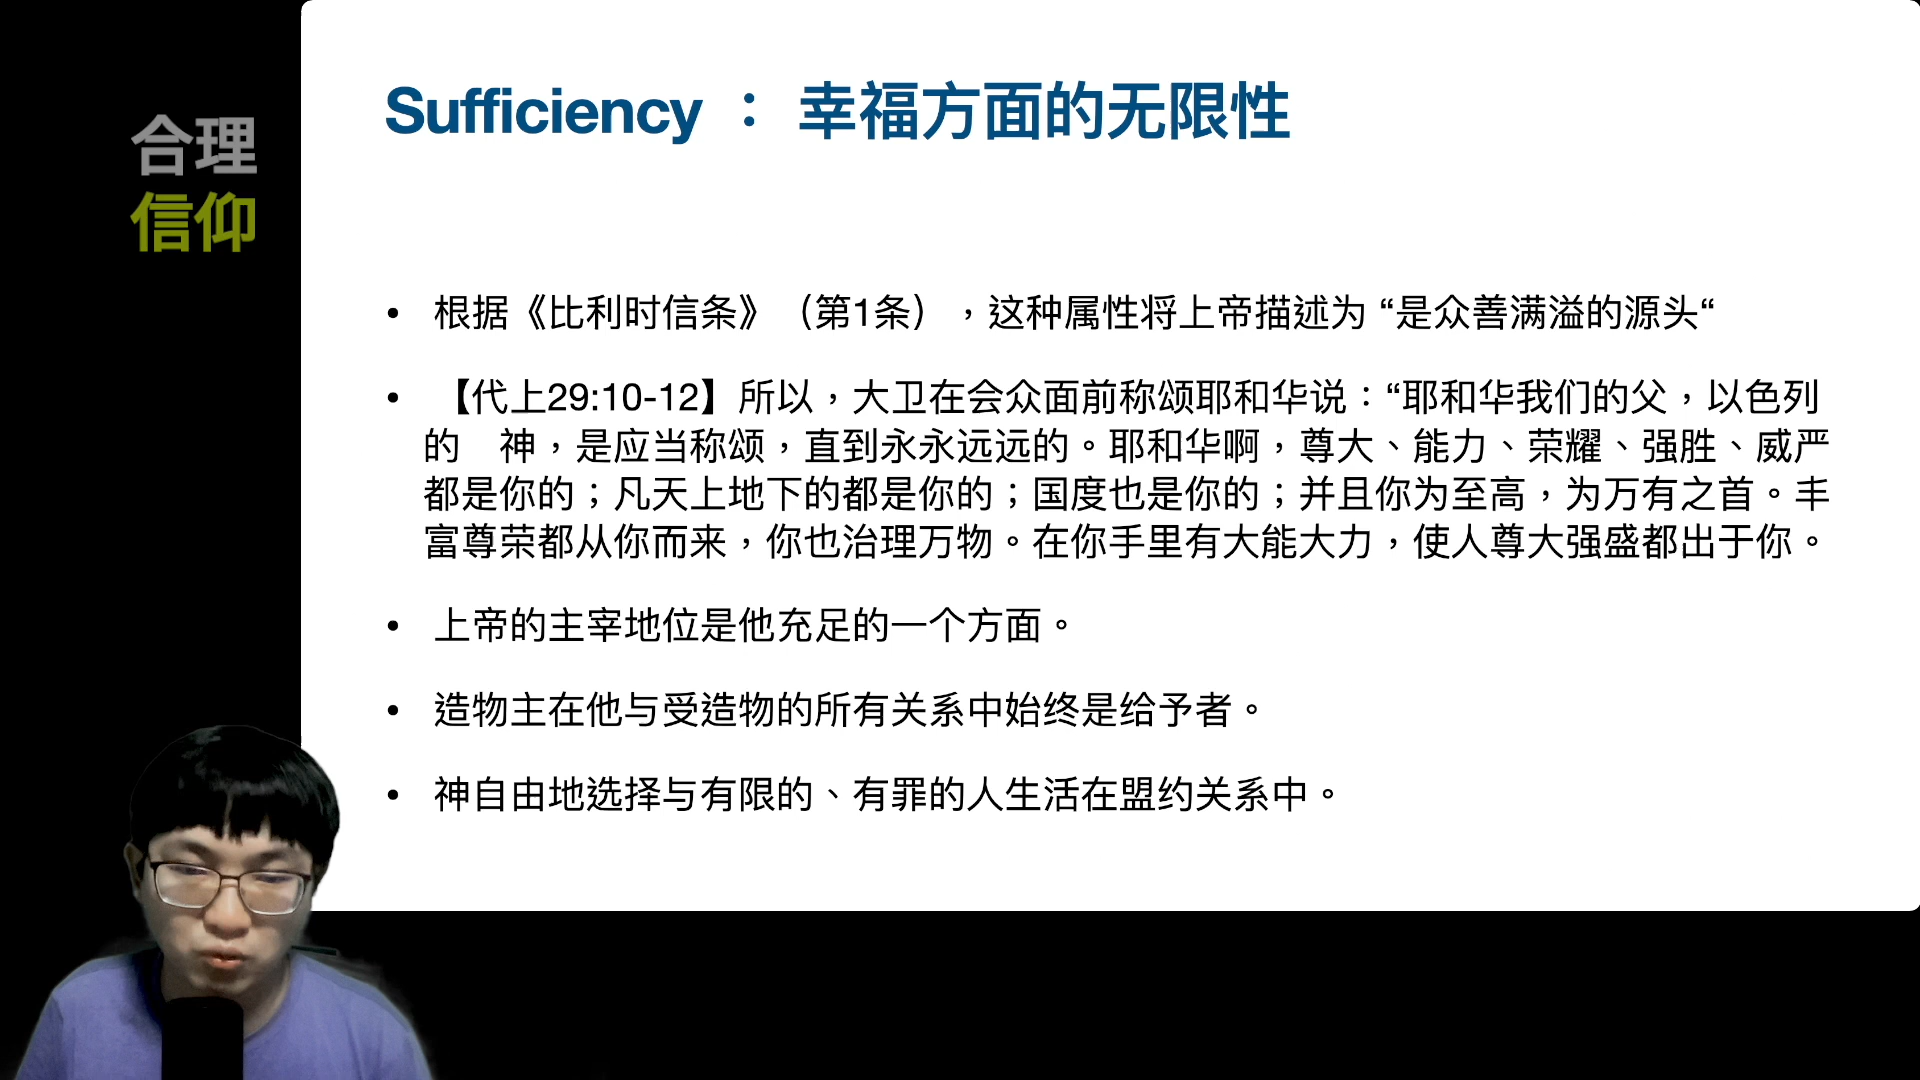 合理
信仰
Sufficiency ： 幸福方面的无限性
• 根据《比利时信条》（第1条），这种属性将上帝描述为 “是众善满溢的源头“
• 【代上29:10-12】所以，大卫在会众面前称颂耶和华说：“耶和华我们的父，以色列
的　神，是应当称颂，直到永永远远的。耶和华啊，尊大、能力、荣耀、强胜、威严
都是你的；凡天上地下的都是你的；国度也是你的；并且你为至高，为万有之首。丰
富尊荣都从你而来，你也治理万物。在你手里有大能大力，使人尊大强盛都出于你。
• 上帝的主宰地位是他充足的一个方面。
• 造物主在他与受造物的所有关系中始终是给予者。
• 神自由地选择与有限的、有罪的人生活在盟约关系中。